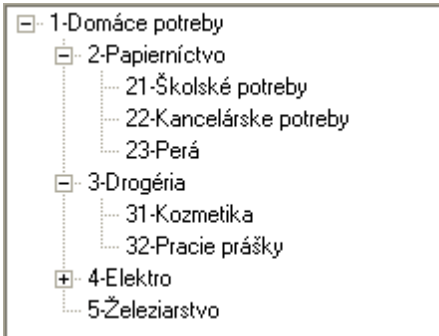 1-Domáce potreby
2-Papierníctvo
21-Školské potreby
22-Kancelárske potreby
23-Perá
3-Drogéria
31-Kozmetika
32-Pracie prášky
4-Elektro
5-Železiarstvo